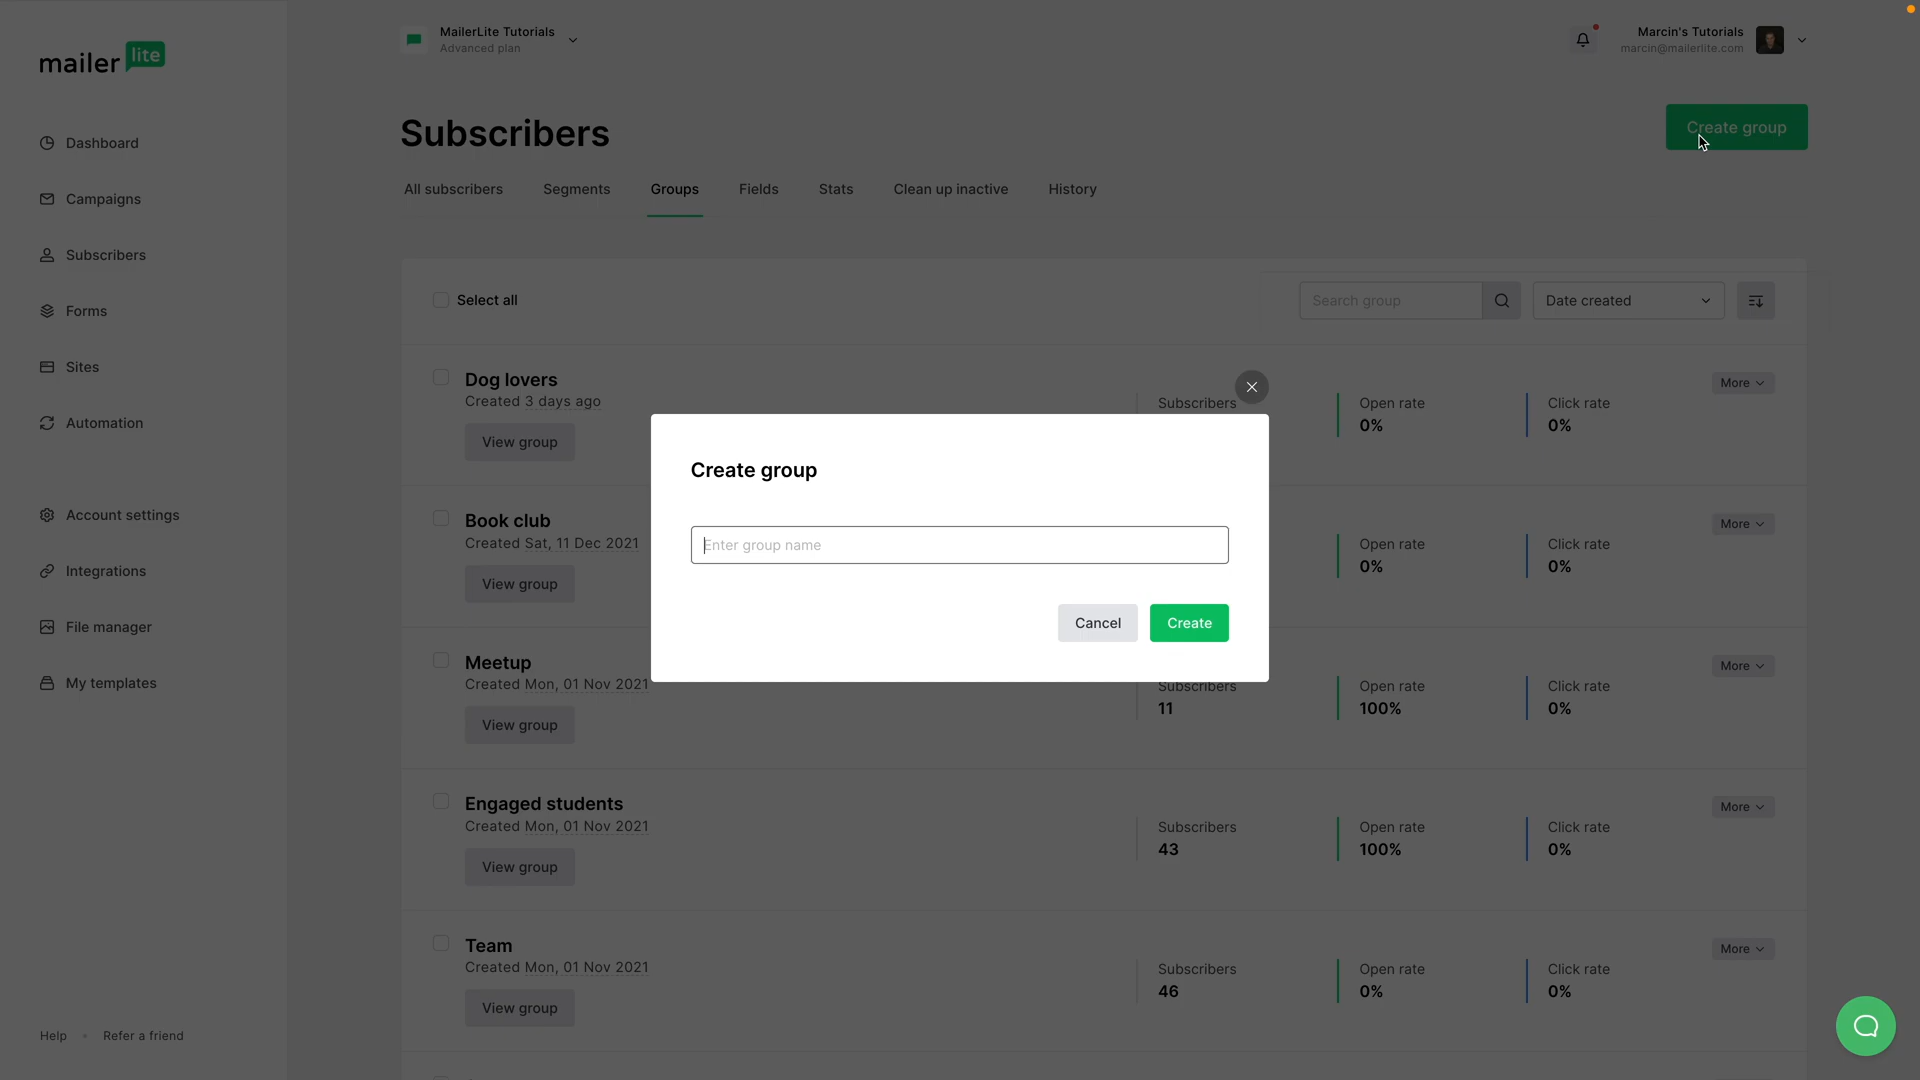 mailer lite
MailerLite Tutorials
Advanced plan
Marcin's Tutorials
marcin@mailerlite.com
Dashboard
Campaigns
Subscribers
Forms
Sites
Automation
Account settings
Integrations
File manager
My templates
Help • Refer a friend
Subscribers
Create group
All subscribers Segments Groups Fields Stats Clean up inactive History
Select all
Search group
Date created
Dog lovers
Created 3 days ago
View group
Subscribers
Open rate
0%
Click rate
0%
More
Book club
Created Sat, 11 Dec 2021
View group
Open rate
0%
Click rate
0%
More
Create group
Enter group name
Cancel
Create
Meetup
Created Mon, 01 Nov 2021
View group
Subscribers
11
Open rate
100%
Click rate
0%
More
Engaged students
Created Mon, 01 Nov 2021
View group
Subscribers
43
Open rate
100%
Click rate
0%
More
Team
Created Mon, 01 Nov 2021
View group
Subscribers
46
Open rate
0%
Click rate
0%
More